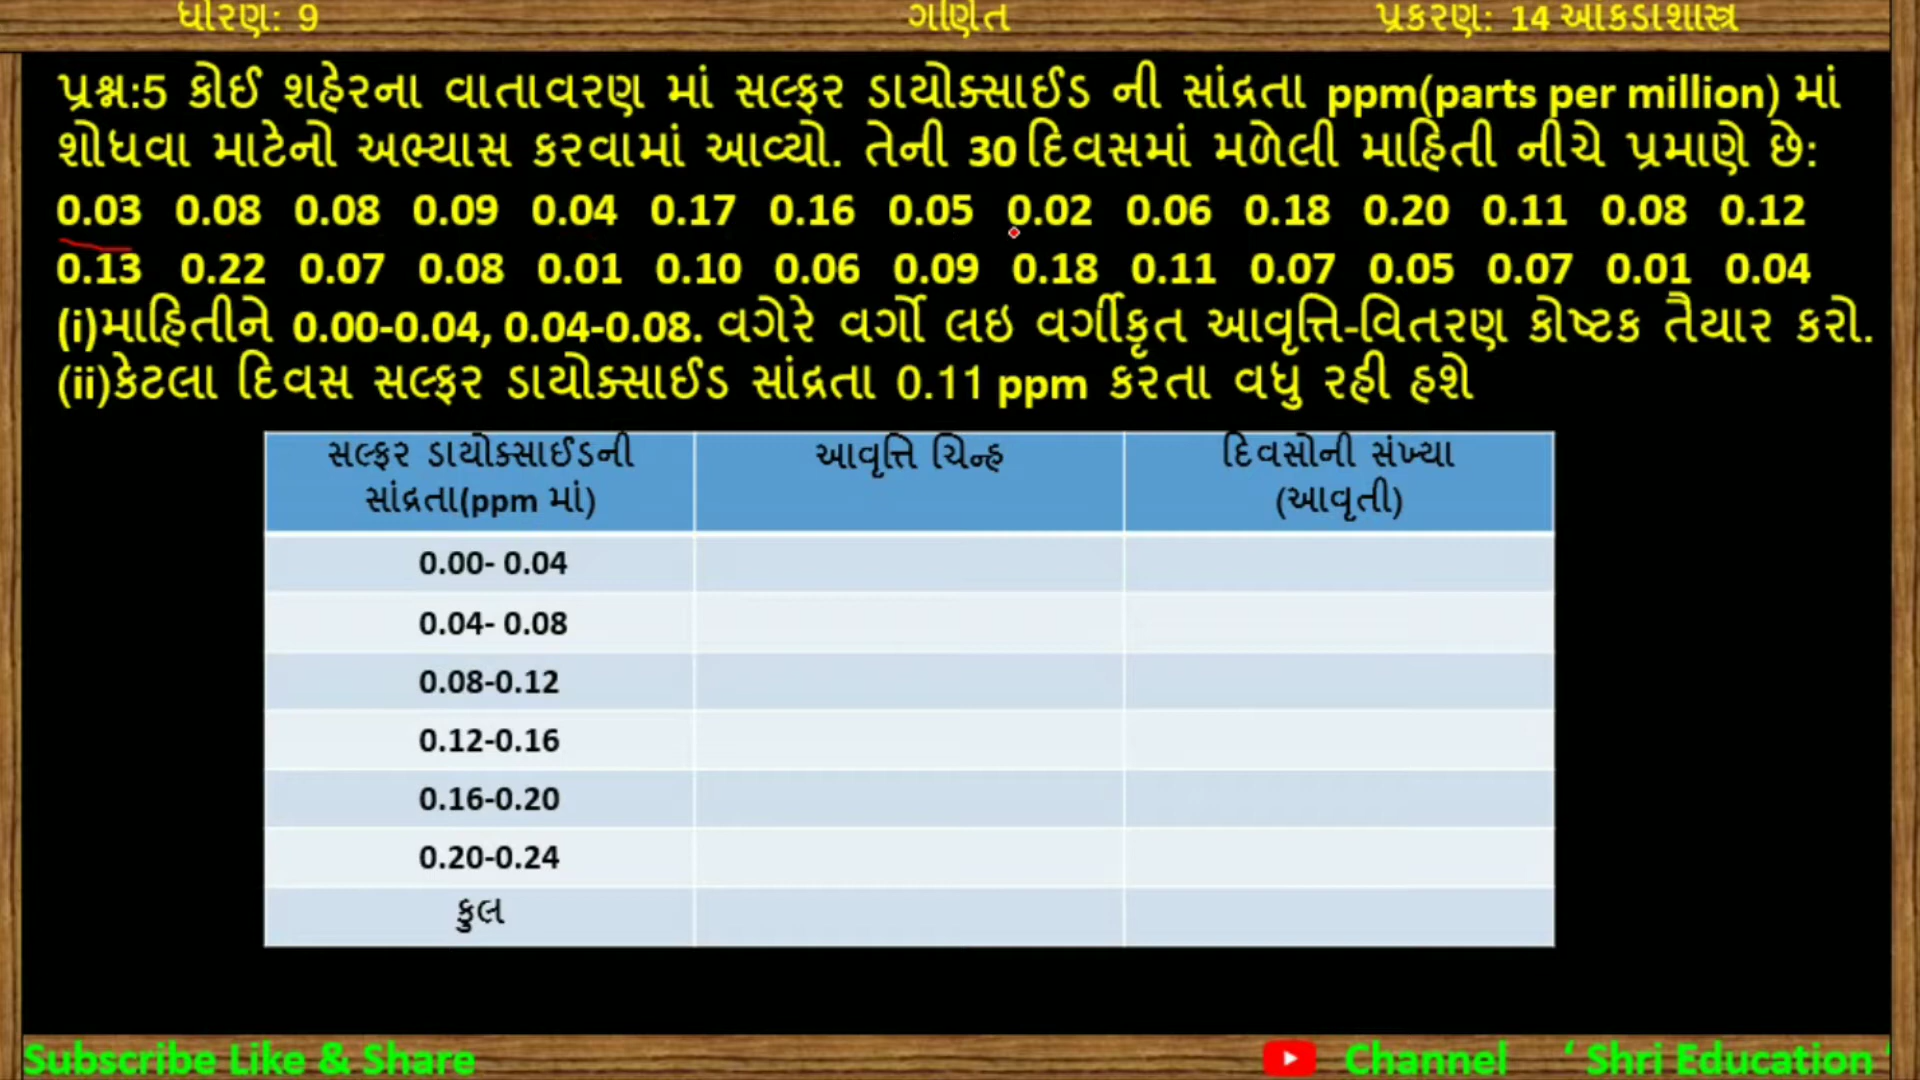 ધોરણ: 9 ગણિત પ્રકરણ: 14 આંકડાશાસ્ત્ર
પ્રશ્ન:5 કોઈ શહેરના વાતાવરણ માં સલ્ફર ડાયોક્સાઈડ ની સાંદ્રતા ppm(parts per million) માં
શોધવા માટેનો અભ્યાસ કરવામાં આવ્યો. તેની 30 દિવસમાં મળેલી માહિતી નીચે પ્રમાણે છે:
0.03 0.08 0.08 0.09 0.04 0.17 0.16 0.05 0.02 0.06 0.18 0.20 0.11 0.08 0.12
0.13 0.22 0.07 0.08 0.01 0.10 0.06 0.09 0.18 0.11 0.07 0.05 0.07 0.01 0.04
(i)માહિતીને 0.00-0.04, 0.04-0.08. વગેરે વર્ગો લઇ વર્ગીકૃત આવૃત્તિ-વિતરણ કોષ્ટક તૈયાર કરો.
(ii)કેટલા દિવસ સલ્ફર ડાયોક્સાઈડ સાંદ્રતા 0.11 ppm કરતા વધુ રહી હશે
સલ્ફર ડાયોક્સાઈડની સાંદ્રતા(ppm માં)
આવૃત્તિ ચિન્હ
દિવસોની સંખ્યા (આવૃતી)
0.00- 0.04
0.04- 0.08
0.08-0.12
0.12-0.16
0.16-0.20
0.20-0.24
કુલ
Subscribe Like & Share Channel ‘ Shri Education ’